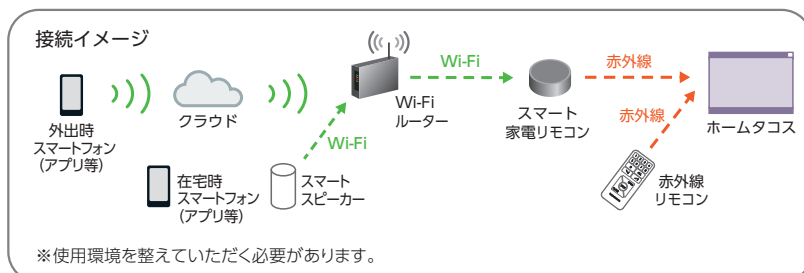 接続イメージ
外出時
スマートフォン
(アプリ等)
クラウド
Wi-Fi
ルーター
Wi-Fi
スマート
家電リモコン
赤外線
ホームタコス
赤外線
赤外線
リモコン
Wi-Fi
在宅時
スマートフォン
(アプリ等)
スマート
スピーカー
※使用環境を整えていただく必要があります。